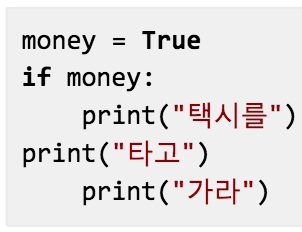 money = True
if money:
    print("택시를")
print("타고")
    print("가라")